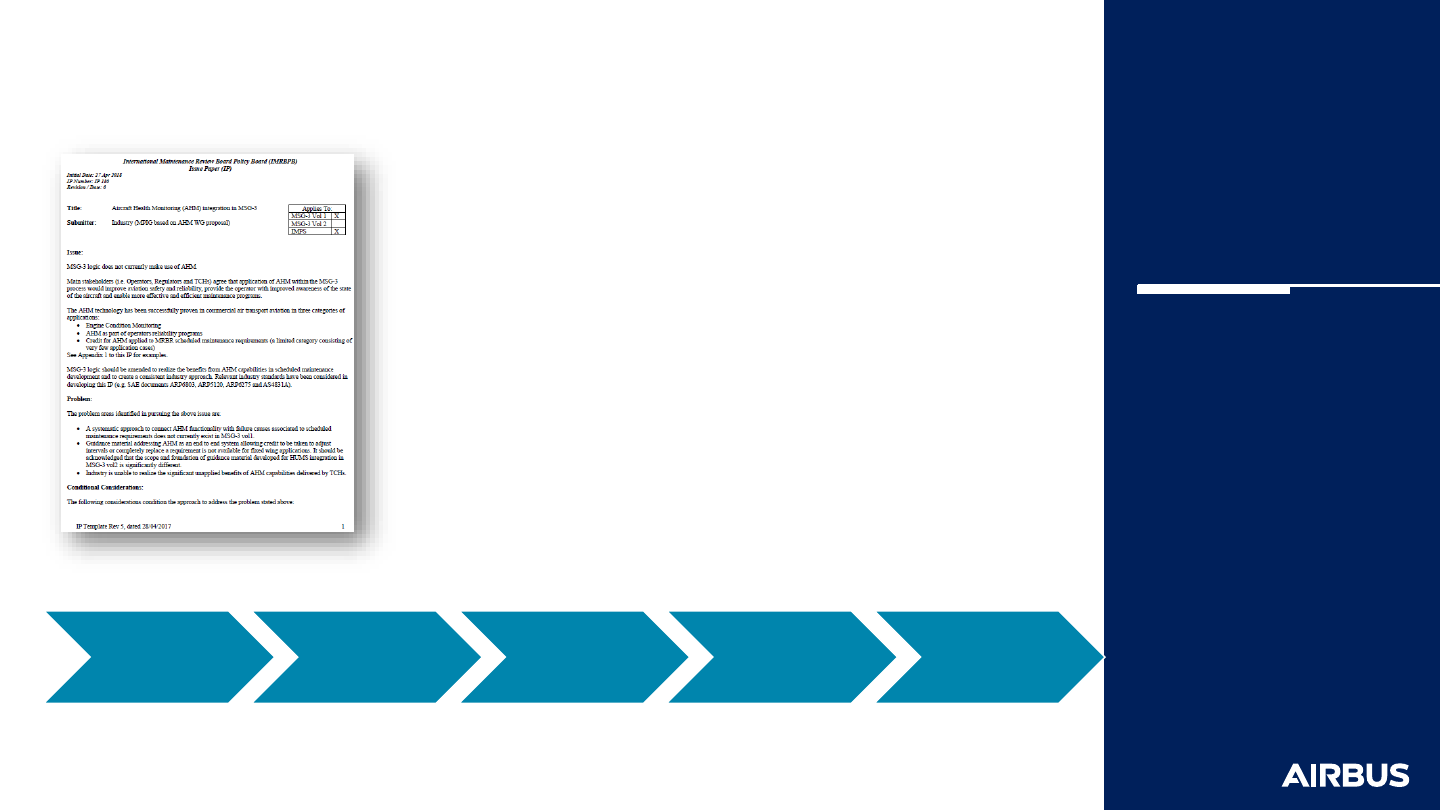 International Maintenance Review Board Policy Board (IMRBPB)
Issue Paper (IP)
Initial Date: 27 Apr 2018
IP Number: IP 180
Revision / Date: 0
Title: Aircraft Health Monitoring (AHM) integration in MSG-3
Submitter: Industry (MPIG based on AHM WG proposal)
Applies To:
MSG-3 Vol 1 X
MSG-3 Vol 2
IMPS X
Issue:
MSG-3 logic does not currently make use of AHM.
Main stakeholders (i.e. Operators, Regulators and TCHs) agree that application of AHM within the MSG-3
process would improve aviation safety and reliability, provide the operator with improved awareness of the state
of the aircraft and enable more effective and efficient maintenance programs.
The AHM technology has been successfully proven in commercial air transport aviation in three categories of
applications:
• Engine Condition Monitoring
• AHM as part of operators reliability programs
• Credit for AHM applied to MRBR scheduled maintenance requirements (a limited category consisting of
very few application cases)
See Appendix 1 to this IP for examples.
MSG-3 logic should be amended to realize the benefits from AHM capabilities in scheduled maintenance
development and to create a consistent industry approach. Relevant industry standards have been considered in
developing this IP (e.g. SAE documents ARP6803, ARP5120, ARP6275 and AS4831A).
Problem:
The problem areas identified in pursuing the above issue are:
• A systematic approach to connect AHM functionality with failure causes associated to scheduled
maintenance requirements does not currently exist in MSG-3 vol1.
• Guidance material addressing AHM as an end to end system allowing credit to be taken to adjust
intervals or completely replace a requirement is not available for fixed wing applications. It should be
acknowledged that the scope and foundation of guidance material developed for HUMS integration in
MSG-3 vol2 is significantly different.
• Industry is unable to realize the significant unapplied benefits of AHM capabilities delivered by TCHs.
Conditional Considerations:
The following considerations condition the approach to address the problem stated above:
IP Template Rev 5, dated 28/04/2017 1
AIRBUS